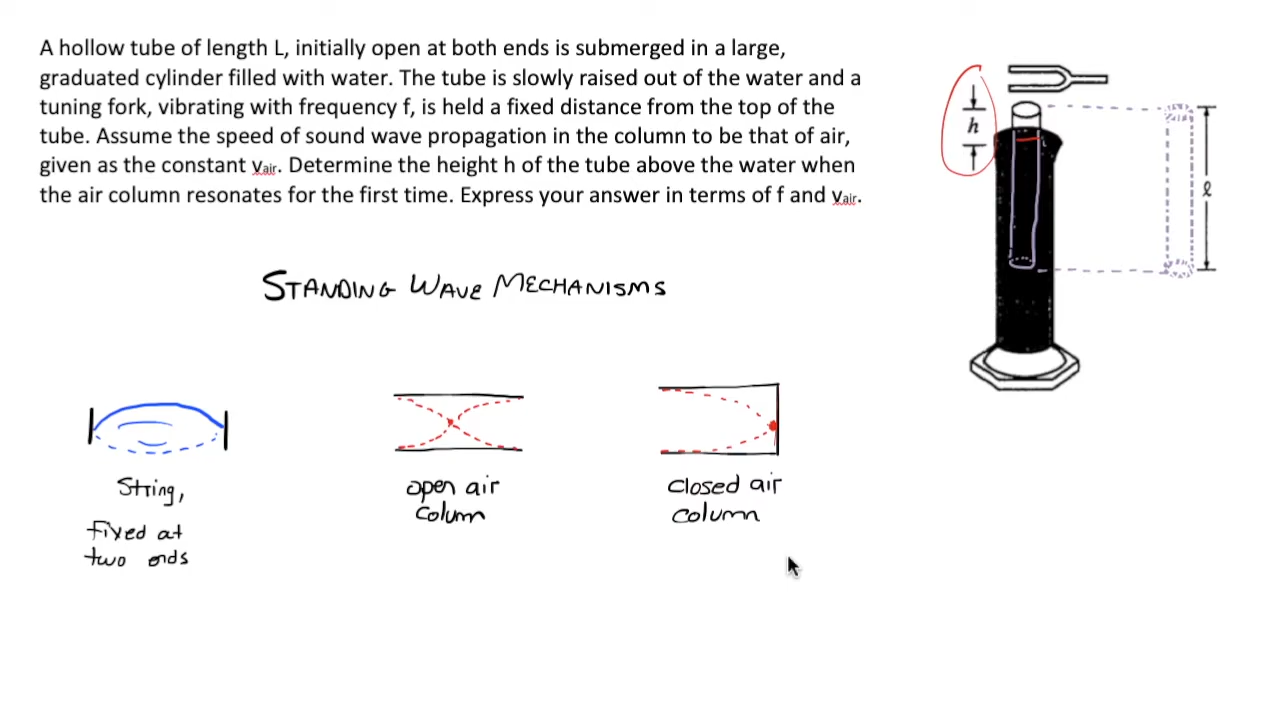 A hollow tube of length L, initially open at both ends is submerged in a large,
graduated cylinder filled with water. The tube is slowly raised out of the water and a
tuning fork, vibrating with frequency f, is held a fixed distance from the top of the
tube. Assume the speed of sound wave propagation in the column to be that of air,
given as the constant vair. Determine the height h of the tube above the water when
the air column resonates for the first time. Express your answer in terms of f and vair.
h
ℓ
STANDING WAVE MECHANISMS
String,
fixed at
two ends
open air
column
closed air
column